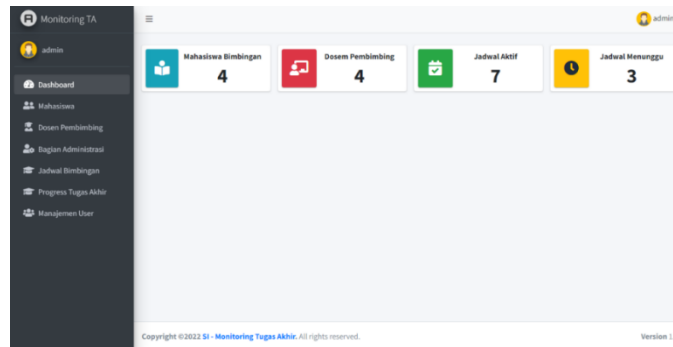 Monitoring TA
admin
admin
Dashboard
Mahasiswa
Dosen Pembimbing
Bagian Administrasi
Jadwal Bimbingan
Progress Tugas Akhir
Manajemen User
Mahasiswa Bimbingan
4
Dosem Pembimbing
4
Jadwal Aktif
7
Jadwal Menunggu
3
Copyright ©2022 SI - Monitoring Tugas Akhir. All rights reserved.
Version